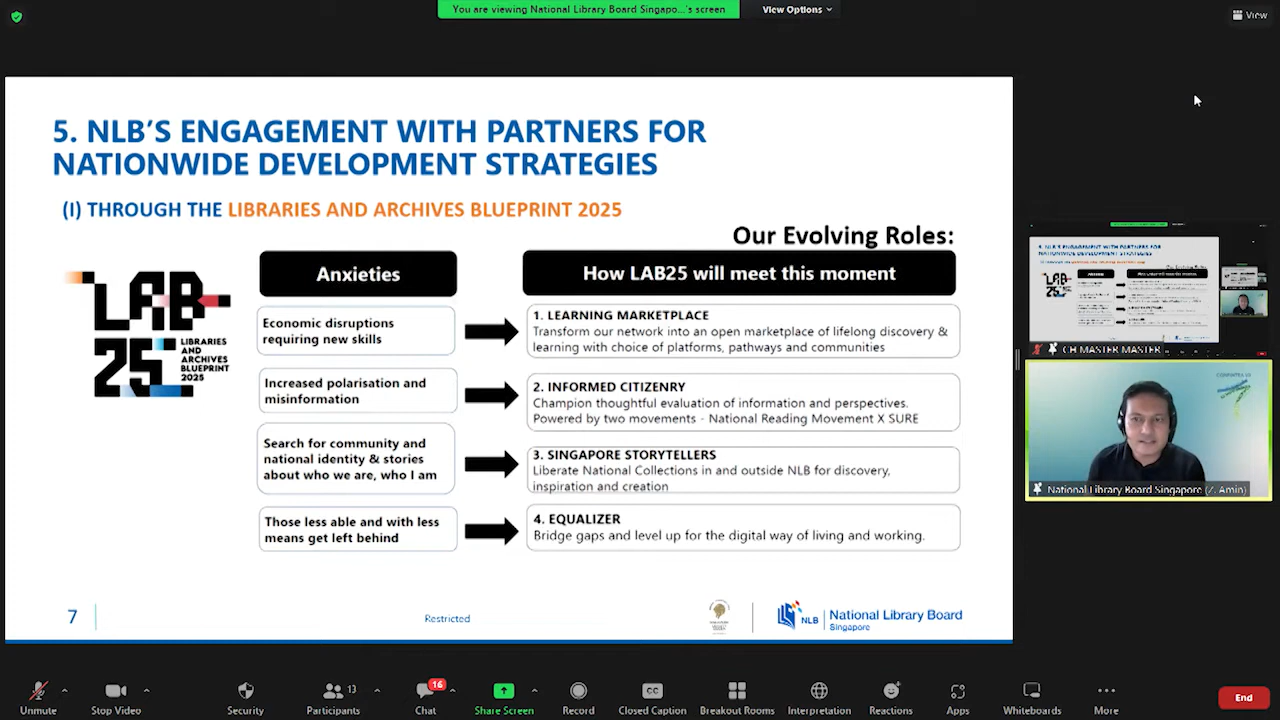 You are viewing National Library Board Singapo...'s screen
View Options
View
5. NLB'S ENGAGEMENT WITH PARTNERS FOR
NATIONWIDE DEVELOPMENT STRATEGIES
(I) THROUGH THE LIBRARIES AND ARCHIVES BLUEPRINT 2025
Our Evolving Roles:
LAB
25
LIBRARIES
AND
ARCHIVES
BLUEPRINT
2025
Anxieties
How LAB25 will meet this moment
Economic disruptions
requiring new skills
1. LEARNING MARKETPLACE
Transform our network into an open marketplace of lifelong discovery &
learning with choice of platforms, pathways and communities
Increased polarisation and
misinformation
2. INFORMED CITIZENRY
Champion thoughtful evaluation of information and perspectives.
Powered by two movements - National Reading Movement X SURE
Search for community and
national identity & stories
about who we are, who I am
3. SINGAPORE STORYTELLERS
Liberate National Collections in and outside NLB for discovery,
inspiration and creation
Those less able and with less
means get left behind
4. EQUALIZER
Bridge gaps and level up for the digital way of living and working.
7
Restricted
NLB
National Library Board
Singapore
CH MASTER MASTER
National Library Board Singapore (Z. Amin)
Unmute
Stop Video
Security
Participants
13
Chat
16
Share Screen
Record
CC
Closed Caption
Breakout Rooms
Interpretation
Reactions
Apps
Whiteboards
More
End